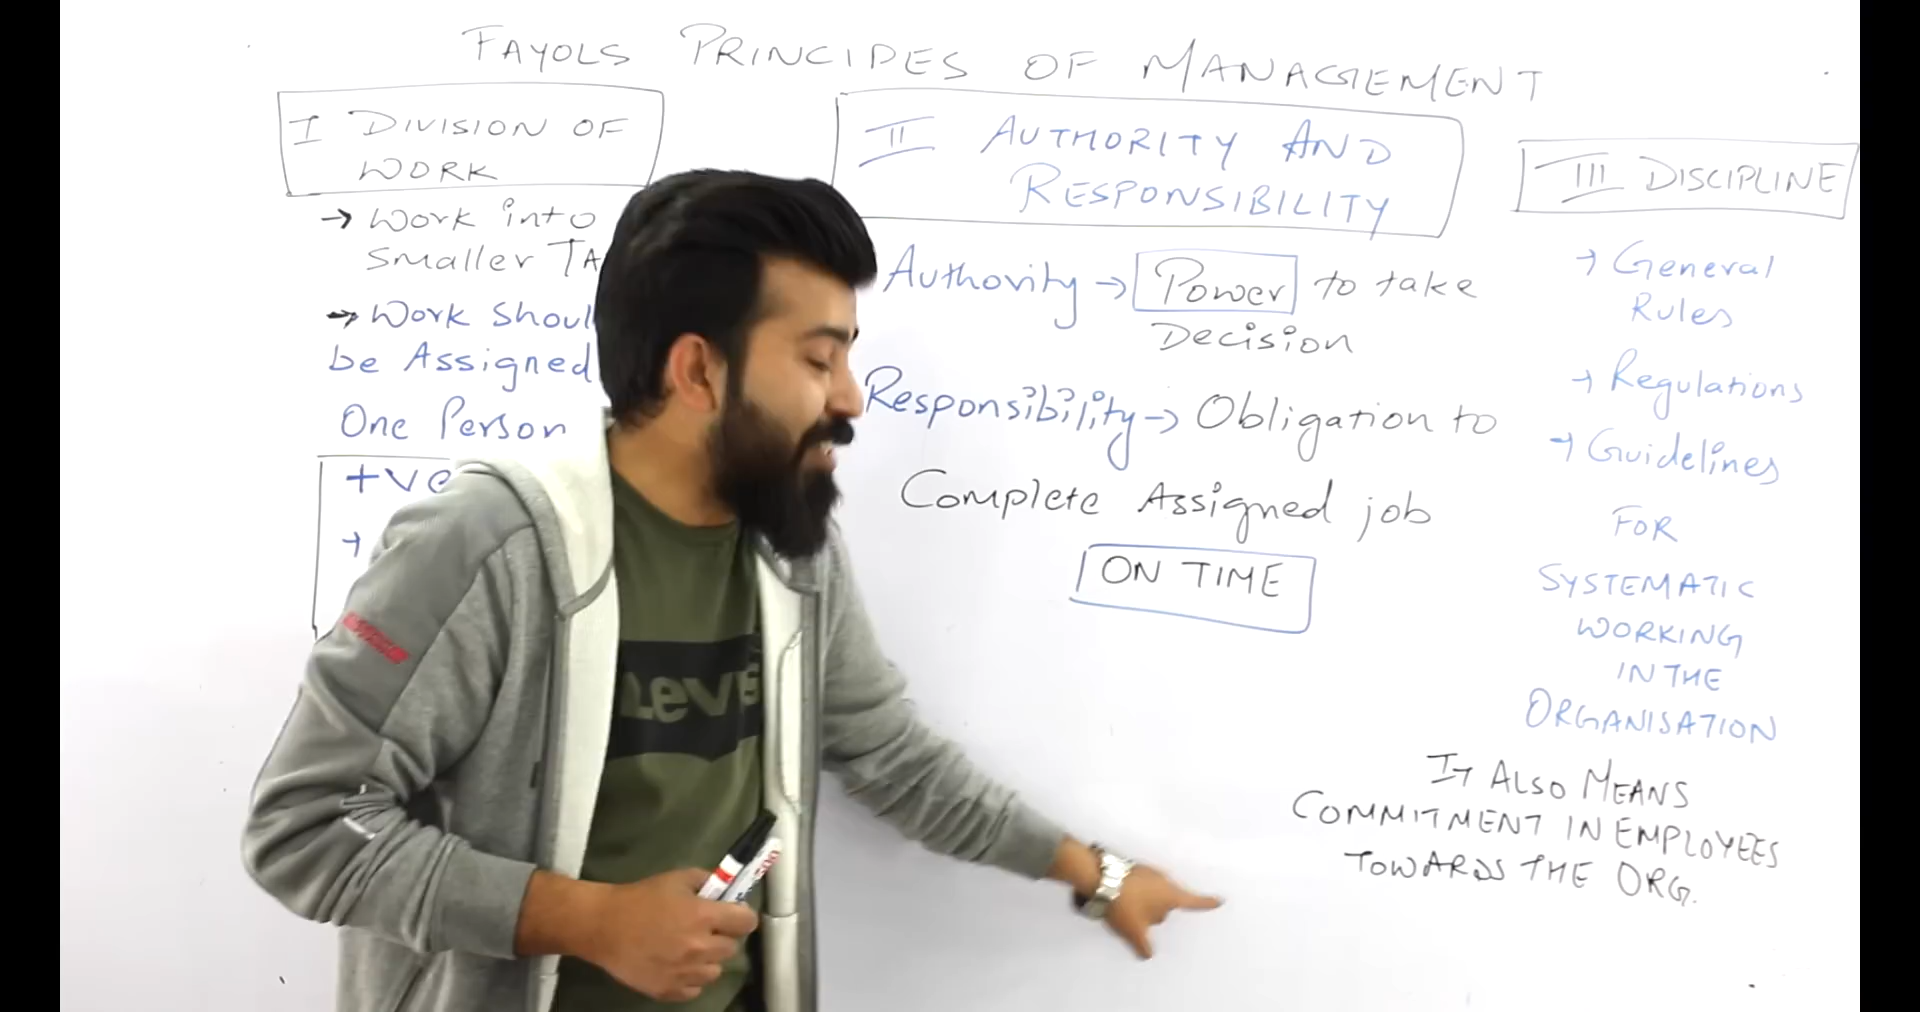 FAYOLS PRINCIPES OF MANAGEMENT
I DIVISION OF
WORK
→ Work into
smaller TA
→ Work Shoul
be Assigned
One Person
+ve
II AUTHORITY AND
RESPONSIBILITY
Authority → Power to take
Decision
Responsibility → Obligation to
Complete Assigned job
ON TIME
III DISCIPLINE
→ General
Rules
→ Regulations
→ Guidelines
FOR
SYSTEMATIC
WORKING
IN THE
ORGANISATION
IT ALSO MEANS
COMMITMENT IN EMPLOYEES
TOWARDS THE ORG.
Levi's